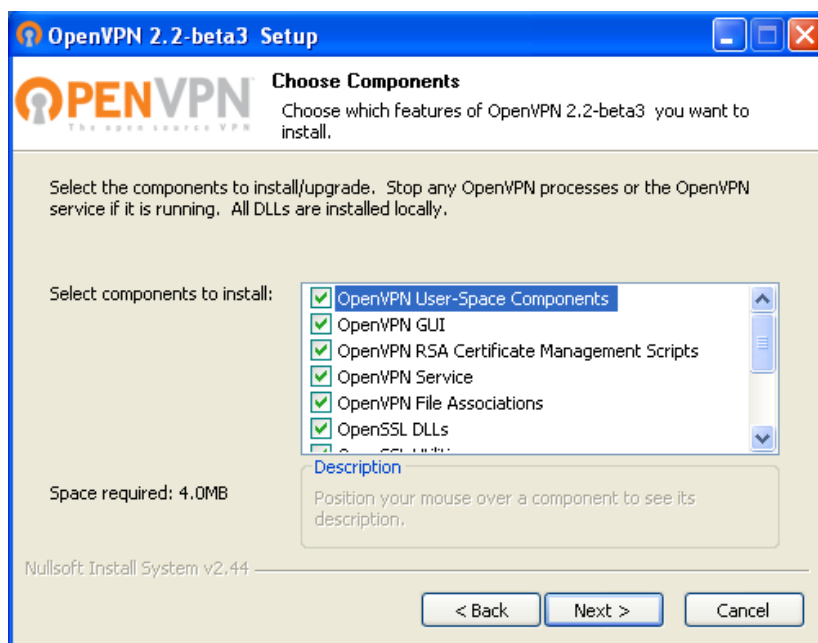 OpenVPN 2.2-beta3 Setup
OPENVPN
The open source VPN
Choose Components
Choose which features of OpenVPN 2.2-beta3 you want to
install.
Select the components to install/upgrade. Stop any OpenVPN processes or the OpenVPN
service if it is running. All DLLs are installed locally.
Select components to install:
OpenVPN User-Space Components
OpenVPN GUI
OpenVPN RSA Certificate Management Scripts
OpenVPN Service
OpenVPN File Associations
OpenSSL DLLs
Space required: 4.0MB
Description
Position your mouse over a component to see its
description.
Nullsoft Install System v2.44
< Back
Next >
Cancel